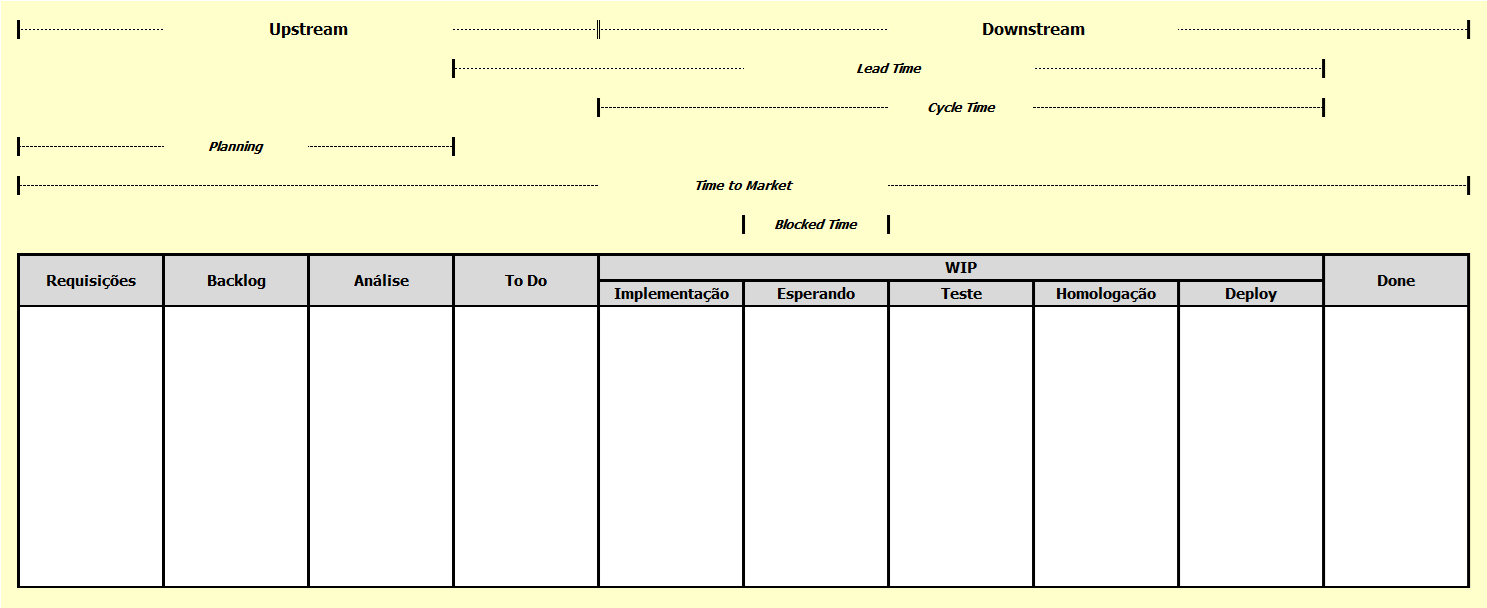 Upstream Downstream
Lead Time
Cycle Time
Planning
Time to Market
Blocked Time
Requisições Backlog Análise To Do WIP Done
Implementação Esperando Teste Homologação Deploy